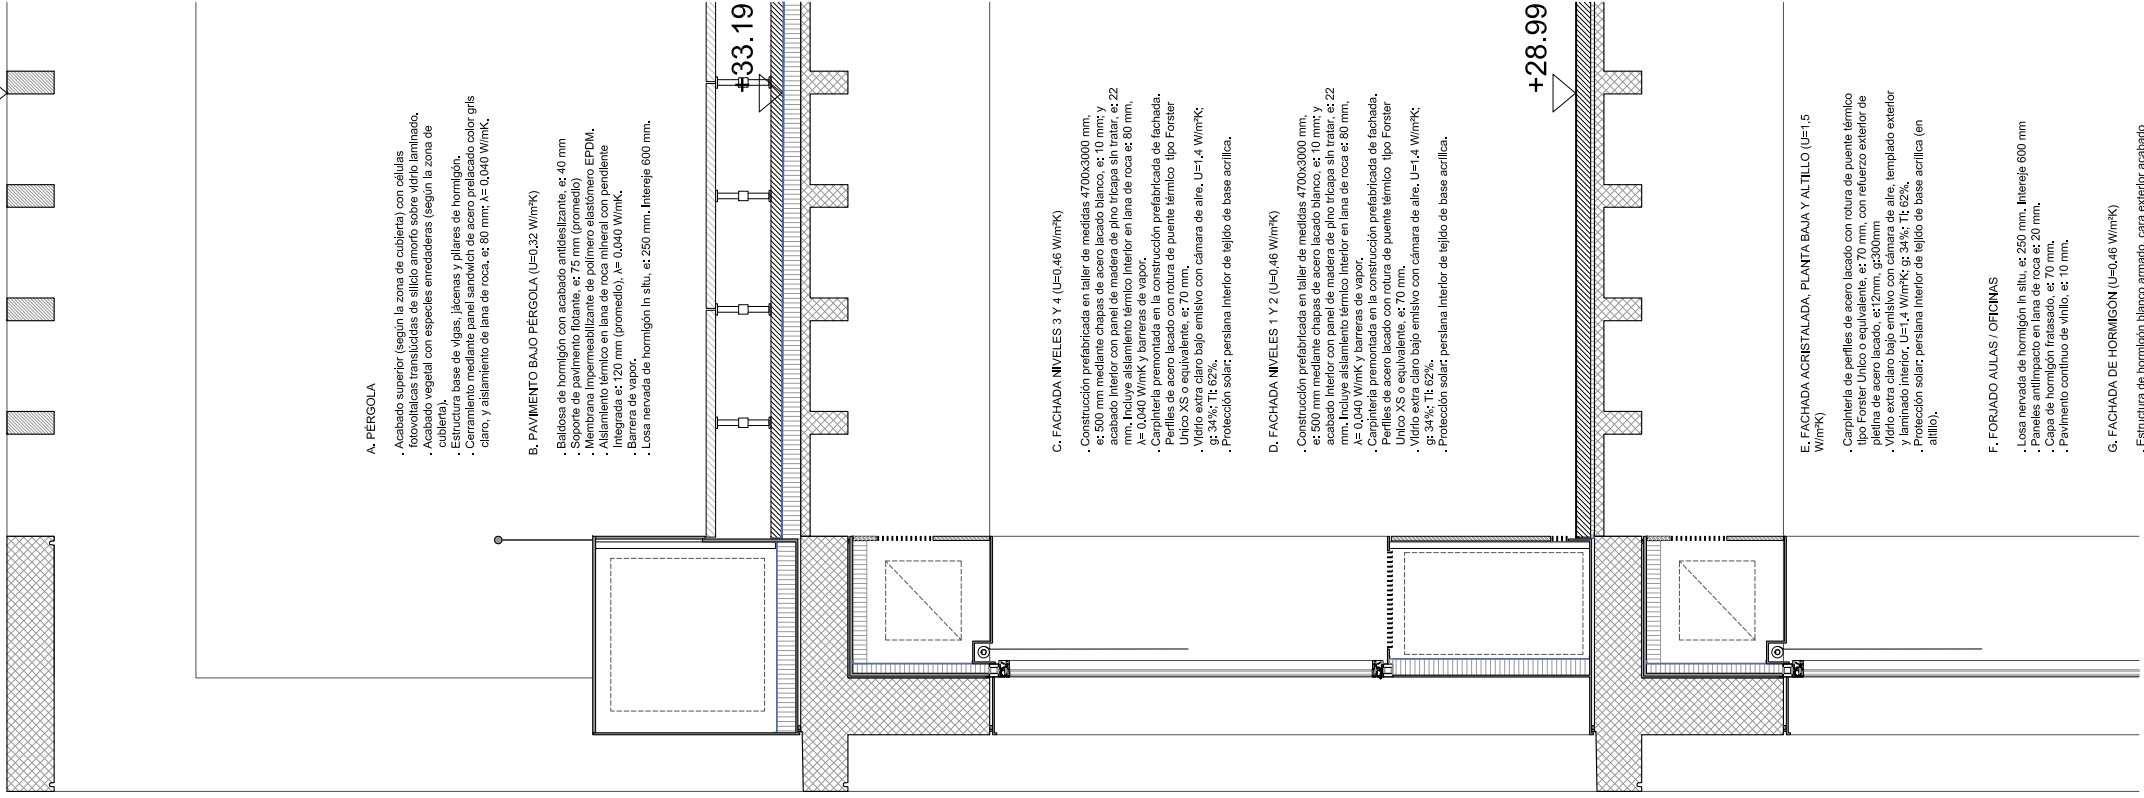 A. PÉRGOLA
. Acabado superior (según la zona de cubierta) con células
fotovoltaicas translúcidas de silicio amorfo sobre vidrio laminado.
. Acabado vegetal con especies enredaderas (según la zona de
cubierta).
. Estructura base de vigas, jácenas y pilares de hormigón.
. Cerramiento mediante panel sandwich de acero prelacado color gris
claro, y aislamiento de lana de roca, e: 80 mm; λ= 0,040 W/mK.
B. PAVIMENTO BAJO PÉRGOLA (U=0,32 W/m²K)
. Baldosa de hormigón con acabado antideslizante, e: 40 mm
. Soporte de pavimento flotante, e: 75 mm (promedio)
. Membrana impermeabilizante de polímero elastómero EPDM.
. Aislamiento térmico en lana de roca mineral con pendiente
integrada e: 120 mm (promedio), λ= 0,040 W/mK.
. Barrera de vapor.
. Losa nervada de hormigón in situ, e: 250 mm. Intereje 600 mm.
+33.19
C. FACHADA NIVELES 3 Y 4 (U=0,46 W/m²K)
. Construcción prefabricada en taller de medidas 4700x3000 mm,
e: 500 mm mediante chapas de acero lacado blanco, e: 10 mm; y
acabado interior con panel de madera de pino tricapa sin tratar, e: 22
mm. Incluye aislamiento térmico interior en lana de roca e: 80 mm,
λ= 0,040 W/mK y barreras de vapor.
. Carpintería premontada en la construcción prefabricada de fachada.
Perfiles de acero lacado con rotura de puente térmico tipo Forster
Unico XS o equivalente, e: 70 mm.
. Vidrio extra claro bajo emisivo con cámara de aire. U=1,4 W/m²K;
g: 34%; Tl: 62%.
. Protección solar: persiana interior de tejido de base acrílica.
D. FACHADA NIVELES 1 Y 2 (U=0,46 W/m²K)
. Construcción prefabricada en taller de medidas 4700x3000 mm,
e: 500 mm mediante chapas de acero lacado blanco, e: 10 mm; y
acabado interior con panel de madera de pino tricapa sin tratar, e: 22
mm. Incluye aislamiento térmico interior en lana de roca e: 80 mm,
λ= 0,040 W/mK y barreras de vapor.
. Carpintería premontada en la construcción prefabricada de fachada.
Perfiles de acero lacado con rotura de puente térmico tipo Forster
Unico XS o equivalente, e: 70 mm.
. Vidrio extra claro bajo emisivo con cámara de aire. U=1,4 W/m²K;
g: 34%; Tl: 62%.
. Protección solar: persiana interior de tejido de base acrílica.
+28.99
E. FACHADA ACRISTALADA, PLANTA BAJA Y ALTILLO (U=1,5
W/m²K)
. Carpintería de perfiles de acero lacado con rotura de puente térmico
tipo Forster Unico o equivalente, e: 70 mm, con refuerzo exterior de
pletina de acero lacado, e:12mm, g:300mm
. Vidrio extra claro bajo emisivo con cámara de aire, templado exterior
y laminado interior. U=1,4 W/m²K; g: 34%; Tl: 62%.
. Protección solar: persiana interior de tejido de base acrílica (en
altillo).
F. FORJADO AULAS / OFICINAS
. Losa nervada de hormigón in situ, e: 250 mm. Intereje 600 mm
. Paneles antiimpacto en lana de roca e: 20 mm.
. Capa de hormigón fratasado, e: 70 mm.
. Pavimento continuo de vinilo, e: 10 mm.
G. FACHADA DE HORMIGÓN (U=0,46 W/m²K)
. Estructura de hormigón blanco armado, cara exterior acabado